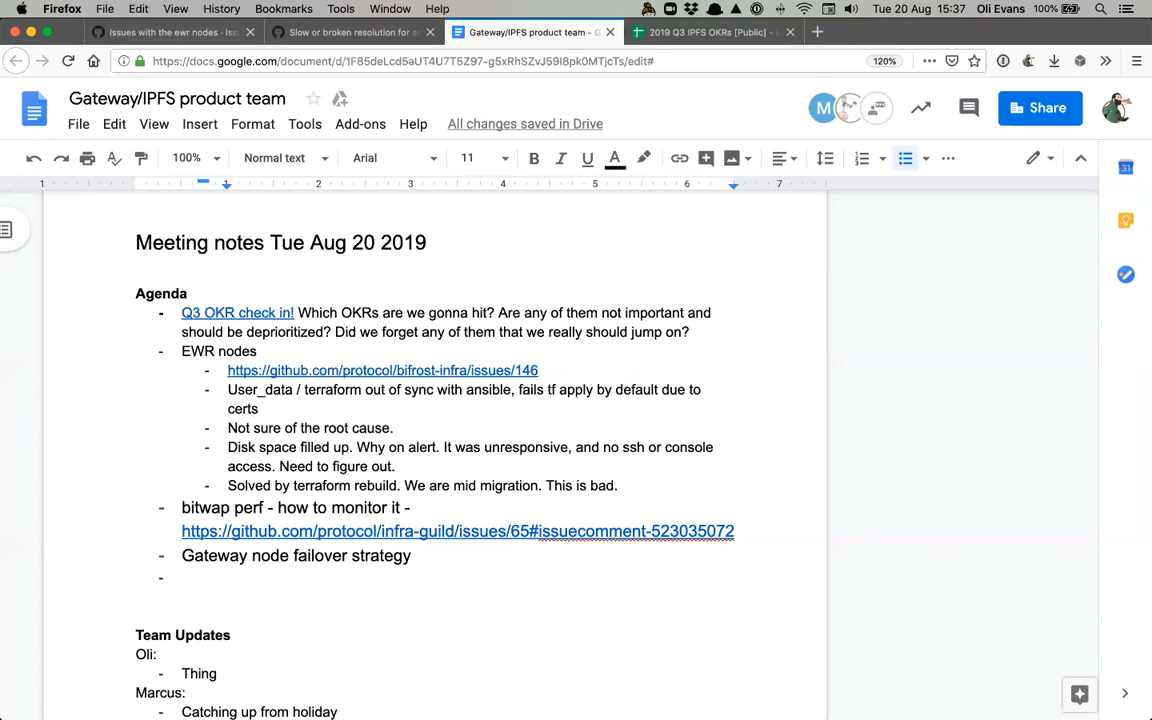 Firefox File Edit View History Bookmarks Tools Window Help Tue 20 Aug 15:37 Oli Evans 100%
Issues with the ewr nodes · Issu Slow or broken resolution for s Gateway/IPFS product team - G 2019 Q3 IPFS OKRs [Public] - G
https://docs.google.com/document/d/1F85deLcd5aUT4U7T5Z97-g5xRhSZvJ59I8pk0MTjcTs/edit# 120%
Gateway/IPFS product team
M
Share
File Edit View Insert Format Tools Add-ons Help All changes saved in Drive
100% Normal text Arial 11 B I U A
31
1 1 2 3 4 5 6 7
Meeting notes Tue Aug 20 2019
Agenda
- Q3 OKR check in! Which OKRs are we gonna hit? Are any of them not important and
should be deprioritized? Did we forget any of them that we really should jump on?
- EWR nodes
- https://github.com/protocol/bifrost-infra/issues/146
- User_data / terraform out of sync with ansible, fails tf apply by default due to
certs
- Not sure of the root cause.
- Disk space filled up. Why on alert. It was unresponsive, and no ssh or console
access. Need to figure out.
- Solved by terraform rebuild. We are mid migration. This is bad.
- bitwap perf - how to monitor it -
https://github.com/protocol/infra-guild/issues/65#issuecomment-523035072
- Gateway node failover strategy
-
Team Updates
Oli:
- Thing
Marcus:
- Catching up from holiday